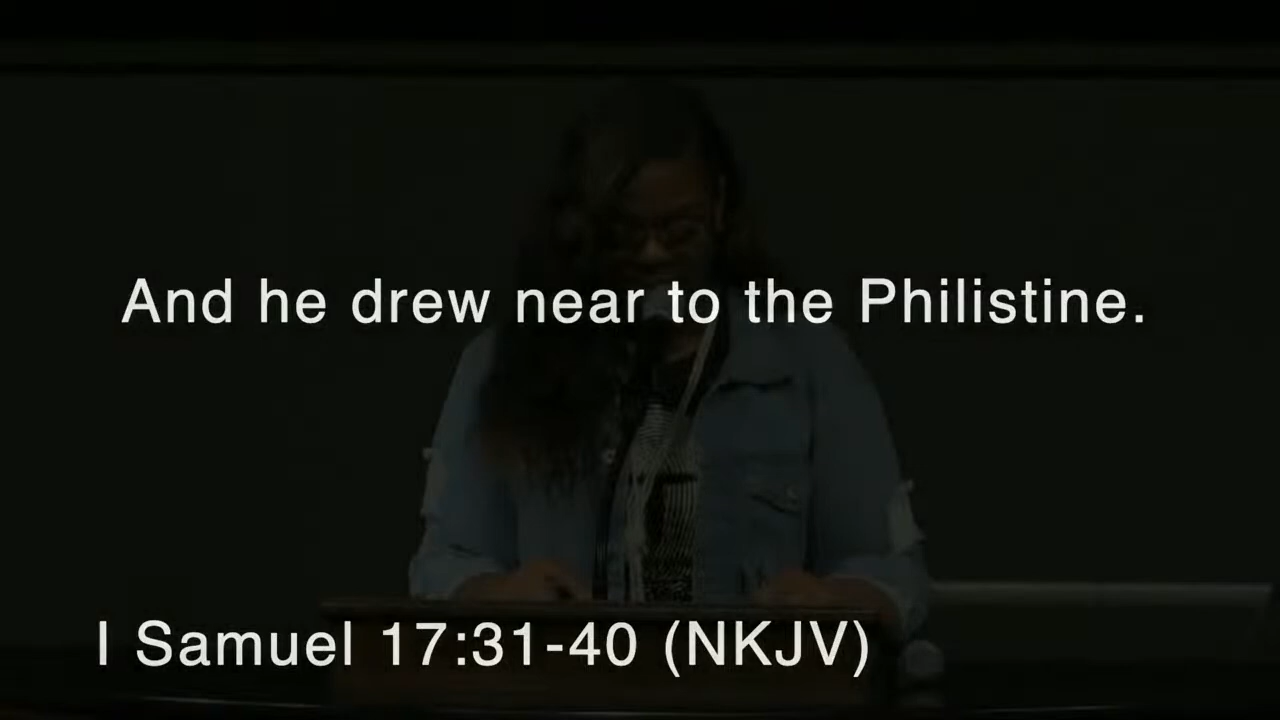 And he drew near to the Philistine.
I Samuel 17:31-40 (NKJV)